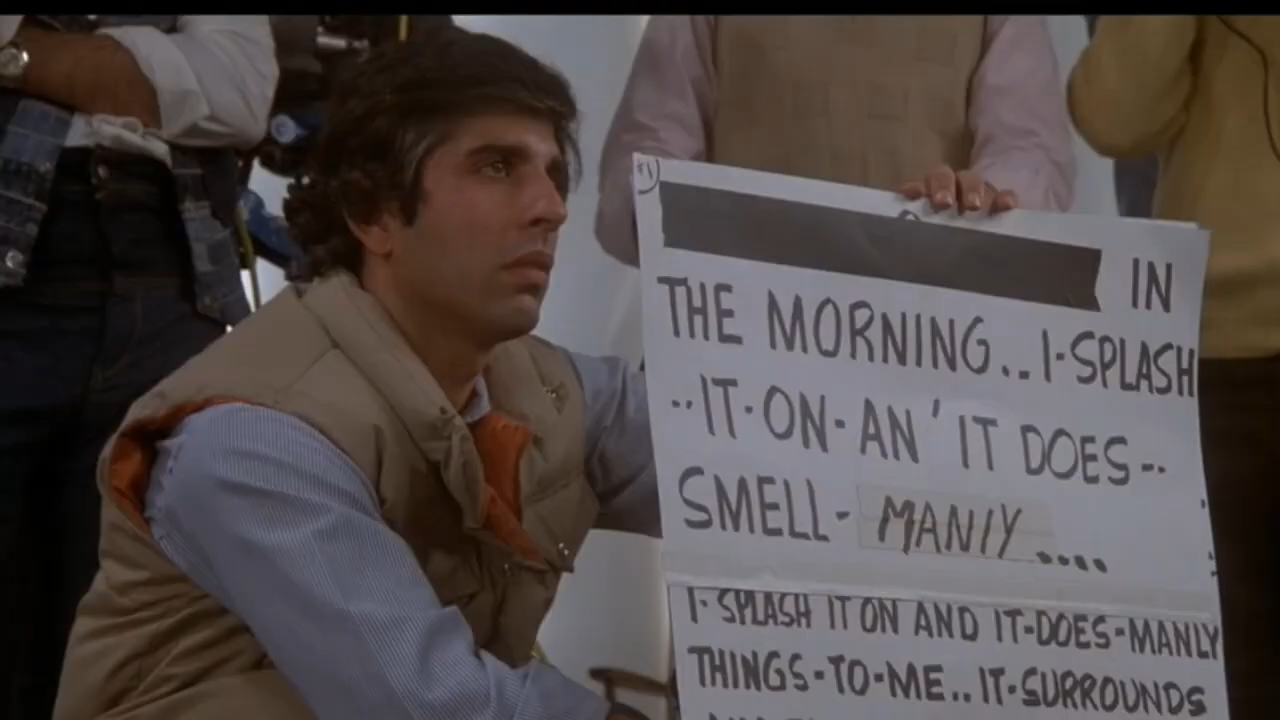 #1)
IN
THE MORNING... I-SPLASH
..IT-ON-AN' IT DOES-..
SMELL- MANLY ....
I-SPLASH IT ON AND IT-DOES-MANLY
THINGS-TO-ME.. IT-SURROUNDS